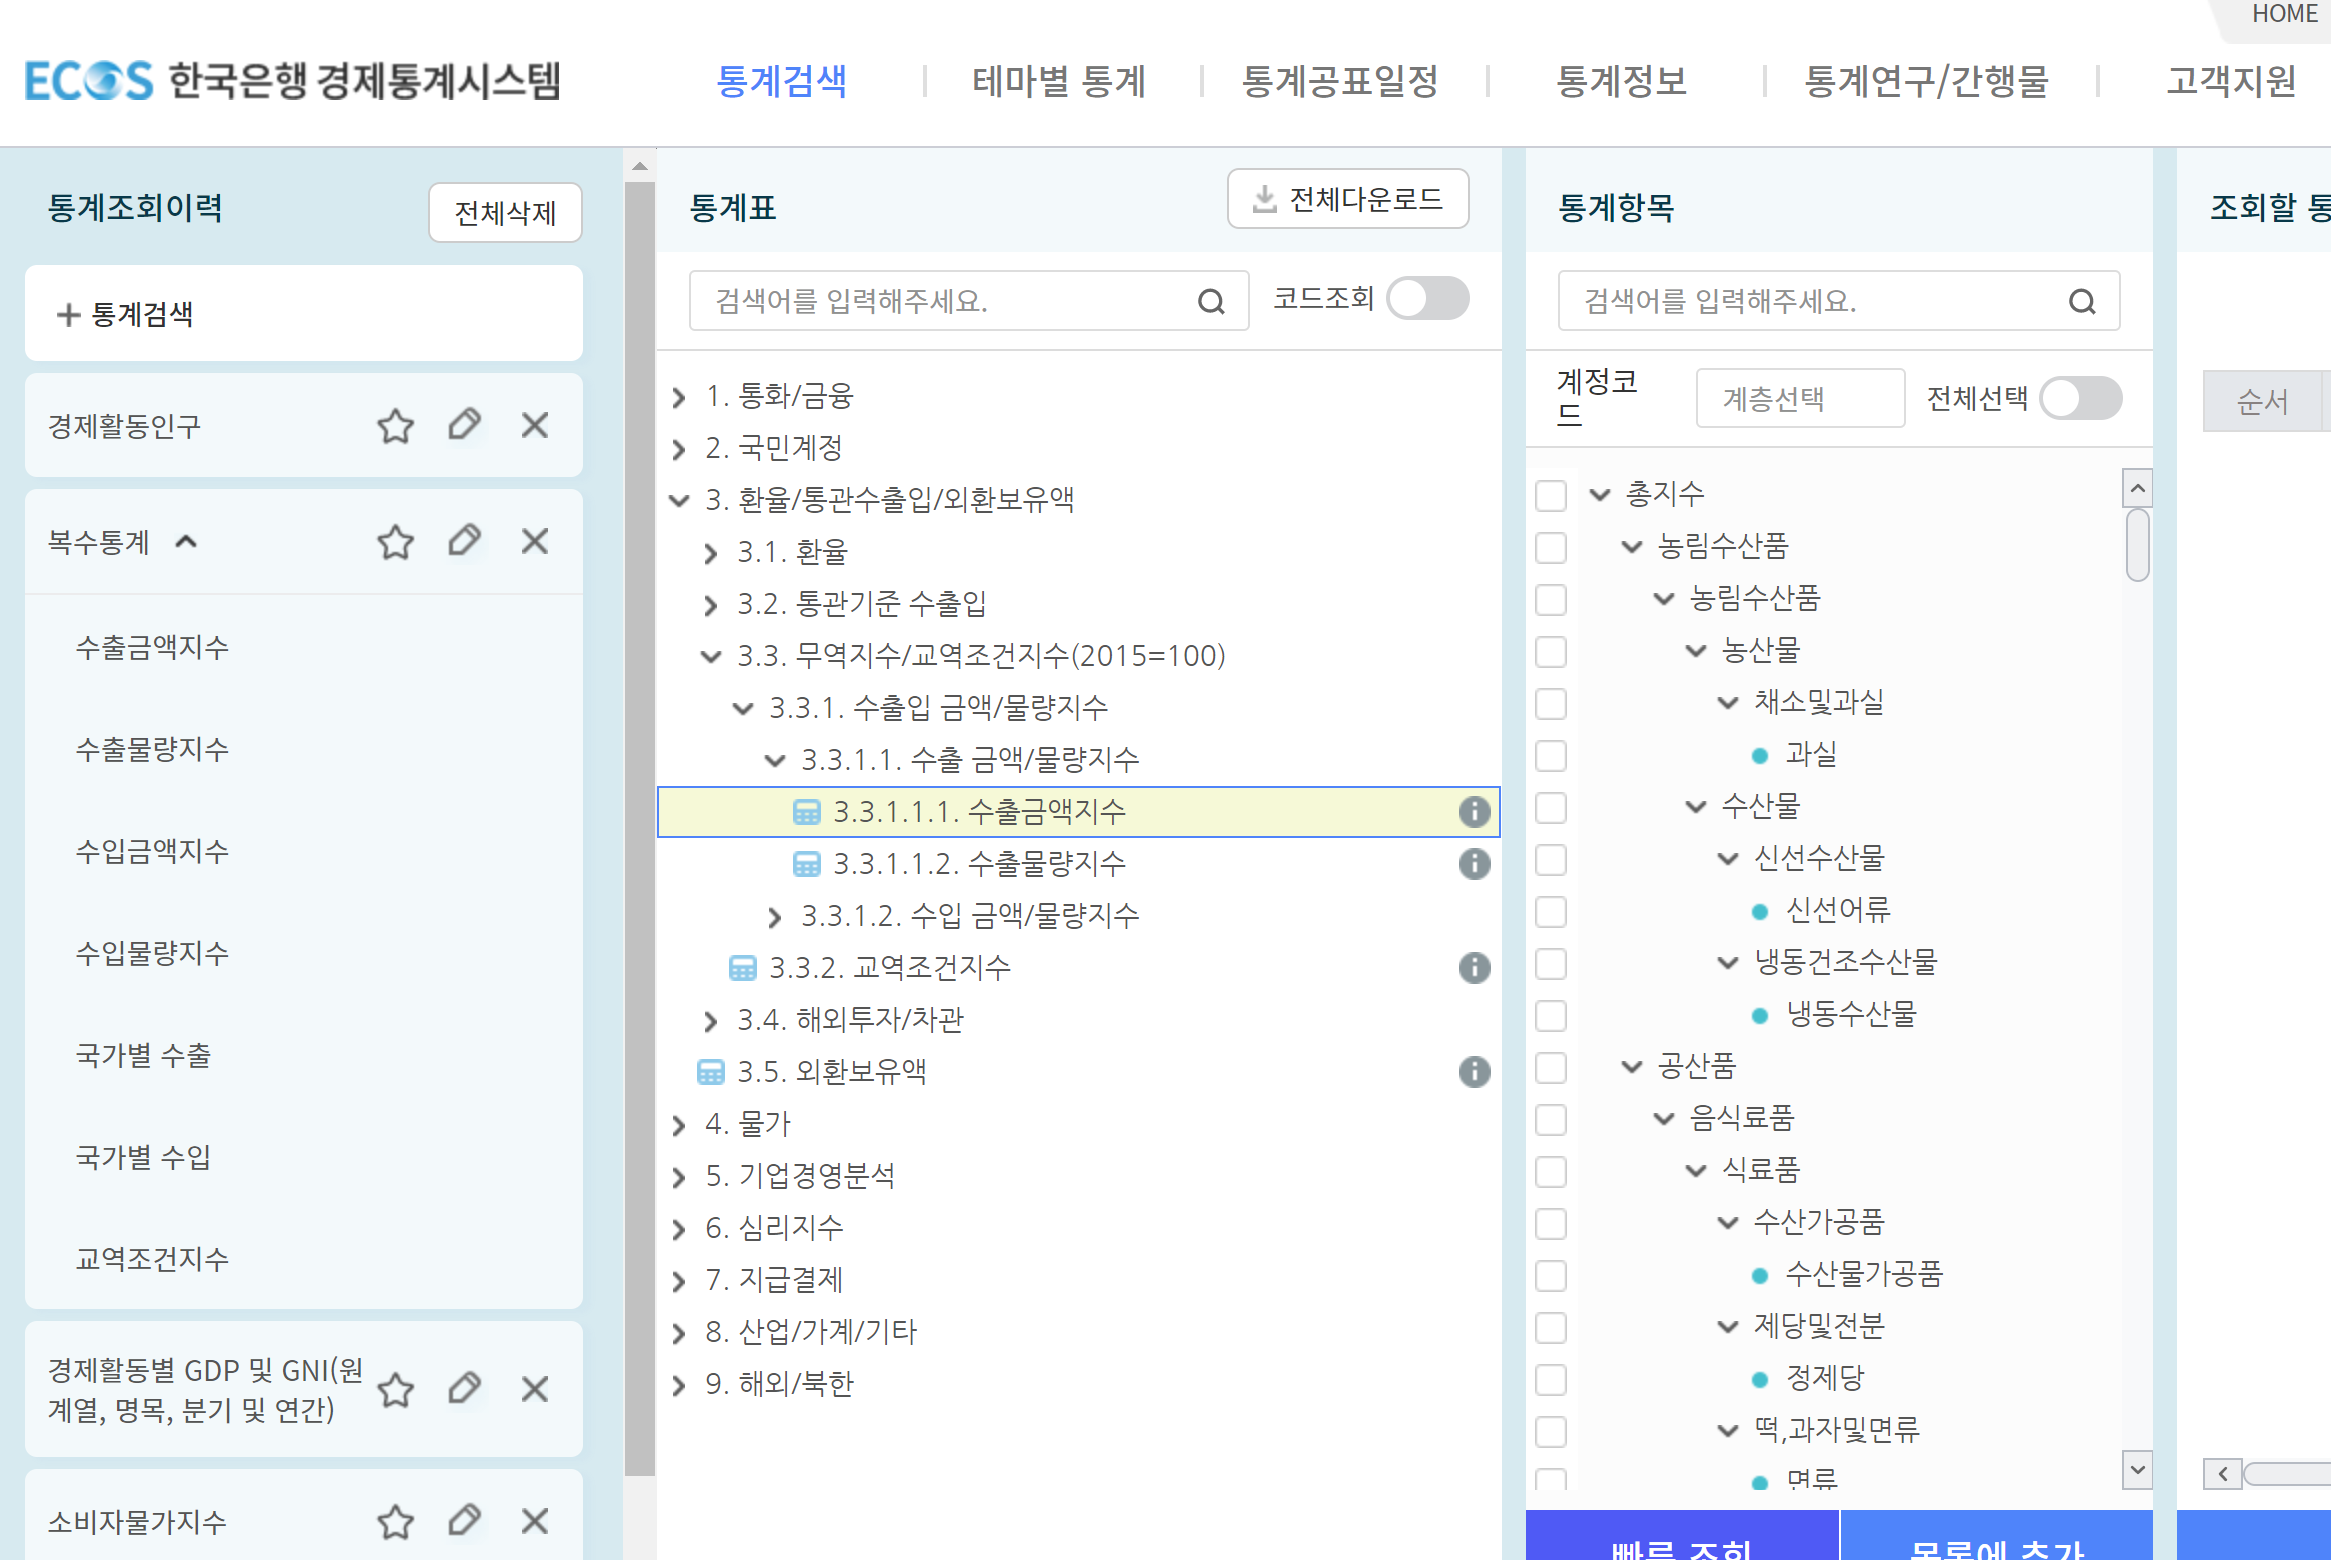 HOME
ECOS 한국은행 경제통계시스템
통계검색
테마별 통계
통계공표일정
통계정보
통계연구/간행물
고객지원
통계조회이력
전체삭제
+ 통계검색
경제활동인구
복수통계
수출금액지수
수출물량지수
수입금액지수
수입물량지수
국가별 수출
국가별 수입
교역조건지수
경제활동별 GDP 및 GNI(원
계열, 명목, 분기 및 연간)
소비자물가지수
통계표
전체다운로드
검색어를 입력해주세요.
코드조회
1. 통화/금융
2. 국민계정
3. 환율/통관수출입/외환보유액
3.1. 환율
3.2. 통관기준 수출입
3.3. 무역지수/교역조건지수(2015=100)
3.3.1. 수출입 금액/물량지수
3.3.1.1. 수출 금액/물량지수
3.3.1.1.1. 수출금액지수
3.3.1.1.2. 수출물량지수
3.3.1.2. 수입 금액/물량지수
3.3.2. 교역조건지수
3.4. 해외투자/차관
3.5. 외환보유액
4. 물가
5. 기업경영분석
6. 심리지수
7. 지급결제
8. 산업/가계/기타
9. 해외/북한
통계항목
검색어를 입력해주세요.
계정코
드
계층선택
전체선택
총지수
농림수산품
농림수산품
농산물
채소및과실
과실
수산물
신선수산물
신선어류
냉동건조수산물
냉동수산물
공산품
음식료품
식료품
수산가공품
수산물가공품
제당및전분
정제당
떡,과자및면류
면류
빠른 조회
목록에 추가
조회할 통
순서